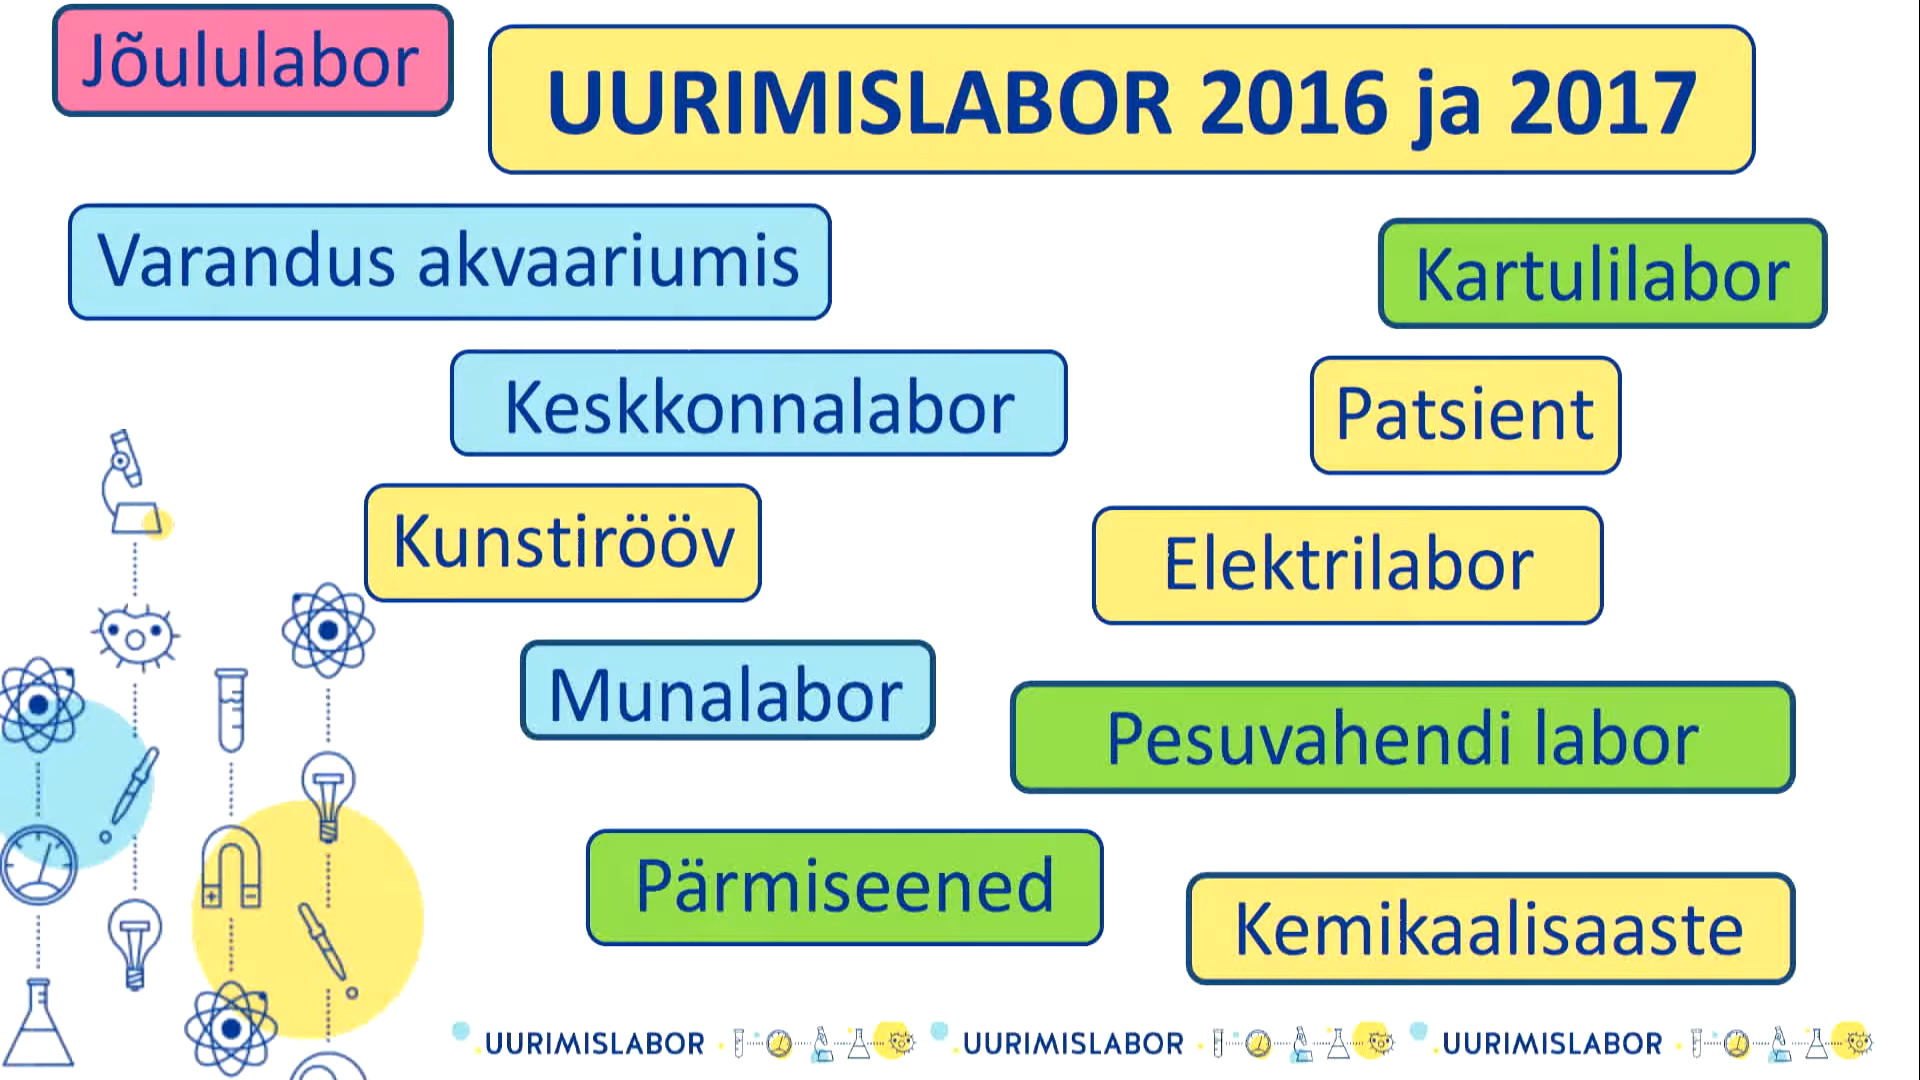 Jõululabor
UURIMISLABOR 2016 ja 2017
Varandus akvaariumis
Kartulilabor
Keskkonnalabor
Patsient
Kunstirööv
Elektrilabor
Munalabor
Pesuvahendi labor
Pärmiseened
Kemikaalisaaste
UURIMISLABOR UURIMISLABOR UURIMISLABOR